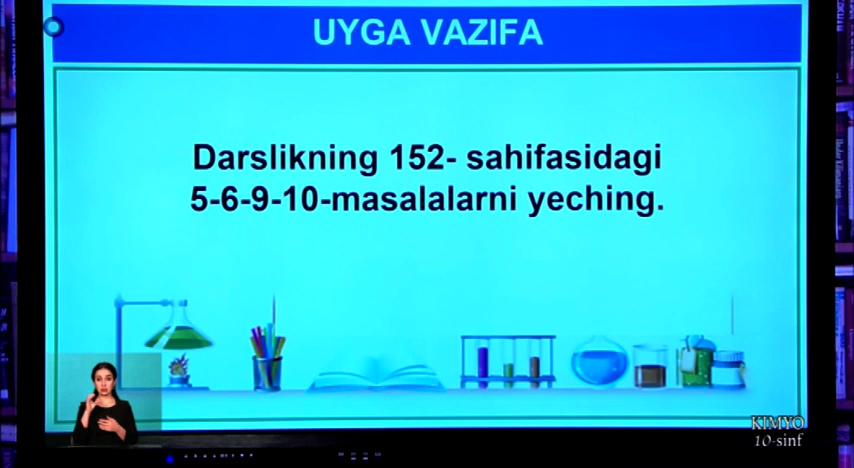 UYGA VAZIFA
Darslikning 152- sahifasidagi
5-6-9-10-masalalarni yeching.
KIMYO
10-sinf